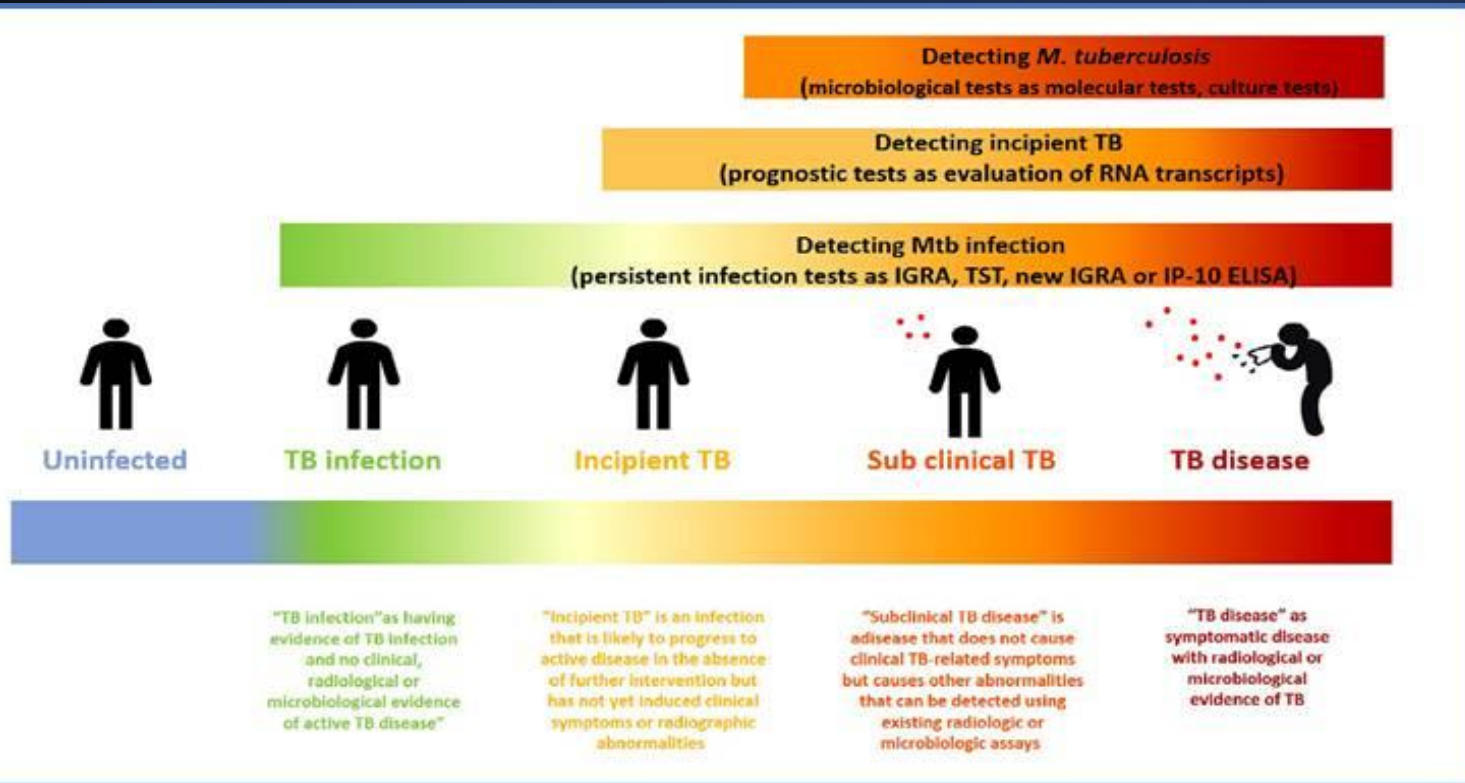 Detecting M. tuberculosis
(microbiological tests as molecular tests, culture tests)
Detecting incipient TB
(prognostic tests as evaluation of RNA transcripts)
Detecting Mtb infection
(persistent infection tests as IGRA, TST, new IGRA or IP-10 ELISA)
Uninfected
TB infection
Incipient TB
Sub clinical TB
TB disease
"TB infection"as having
evidence of TB infection
and no clinical,
radiological or
microbiological evidence
of active TB disease"
"Incipient TB" is an infection
that is likely to progress to
active disease in the absence
of further intervention but
has not yet induced clinical
symptoms or radiographic
abnormalities
"Subclinical TB disease" is
adisease that does not cause
clinical TB-related symptoms
but causes other abnormalities
that can be detected using
existing radiologic or
microbiologic assays
"TB disease" as
symptomatic disease
with radiological or
microbiological
evidence of TB